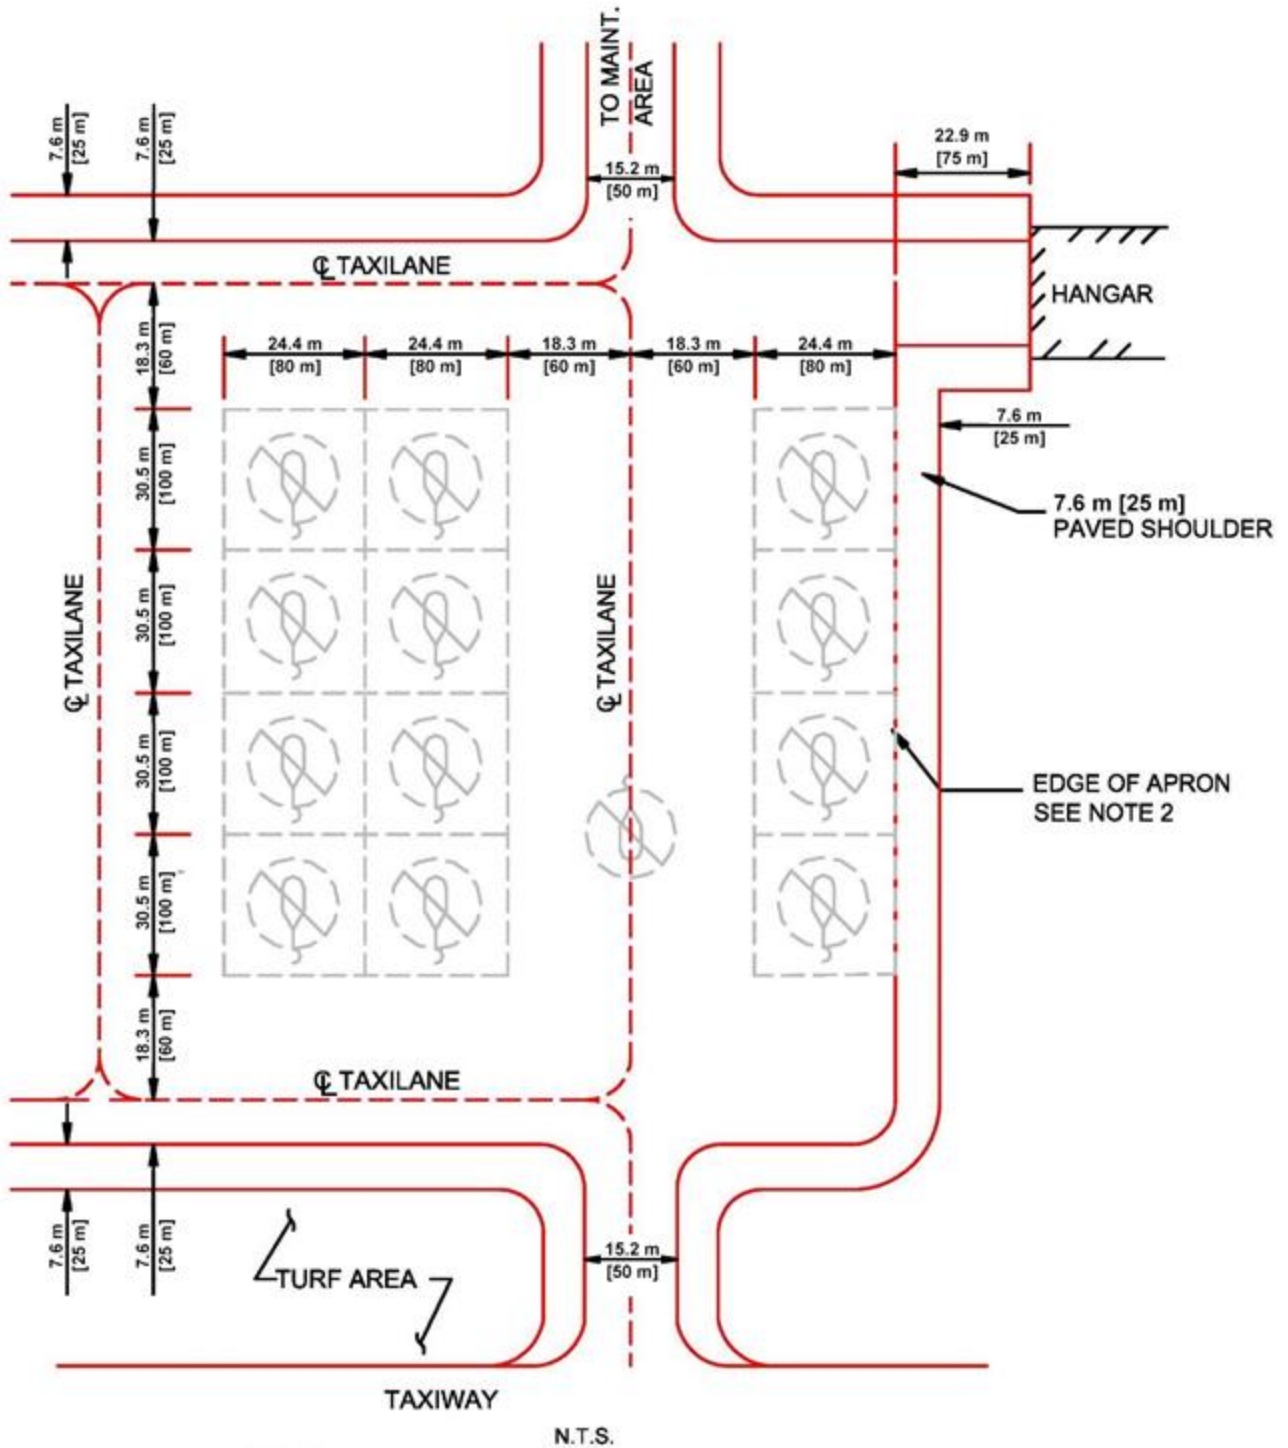 TO MAINT.
AREA
7.6 m
[25 m]
7.6 m
[25 m]
15.2 m
[50 m]
22.9 m
[75 m]
℄ TAXILANE
HANGAR
18.3 m
[60 m]
24.4 m
[80 m]
24.4 m
[80 m]
18.3 m
[60 m]
18.3 m
[60 m]
24.4 m
[80 m]
7.6 m
[25 m]
30.5 m
[100 m]
7.6 m [25 m]
PAVED SHOULDER
30.5 m
[100 m]
℄ TAXILANE
℄ TAXILANE
30.5 m
[100 m]
EDGE OF APRON
SEE NOTE 2
30.5 m
[100 m]
18.3 m
[60 m]
℄ TAXILANE
7.6 m
[25 m]
7.6 m
[25 m]
15.2 m
[50 m]
TURF AREA
TAXIWAY
N.T.S.